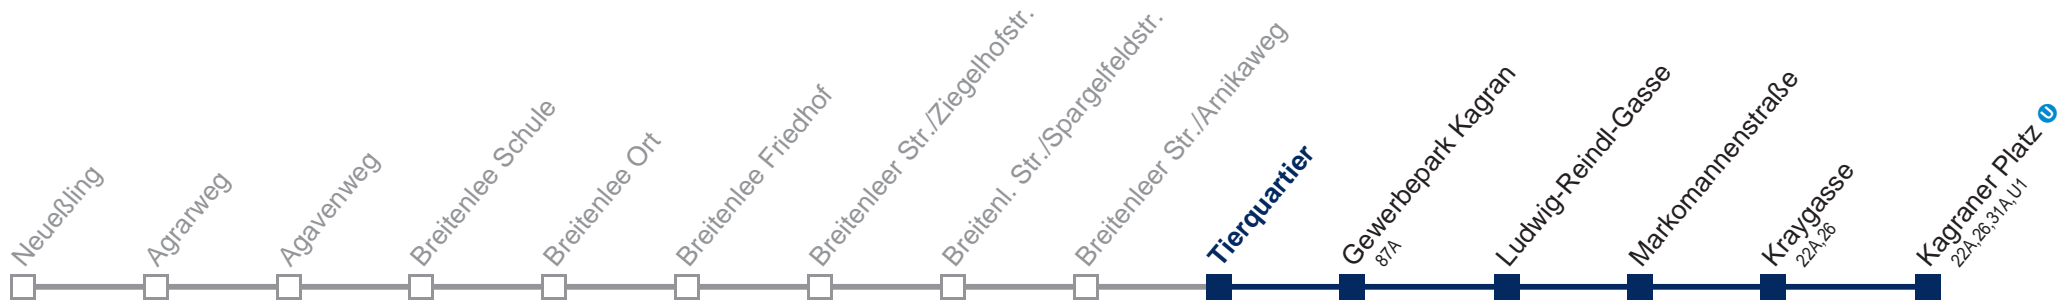 Neueßling
Agrarweg
Agavenweg
Breitenlee Schule
Breitenlee Ort
Breitenlee Friedhof
Breitenleer Str./Ziegelhofstr.
Breitenl. Str./Spargelfeldstr.
Breitenleer Str./Arnikaweg
Tierquartier
Gewerbepark Kagran
87A
Ludwig-Reindl-Gasse
Markomannenstraße
Kraygasse
22A,26
Kagraner Platz U
22A,26,31A,U1